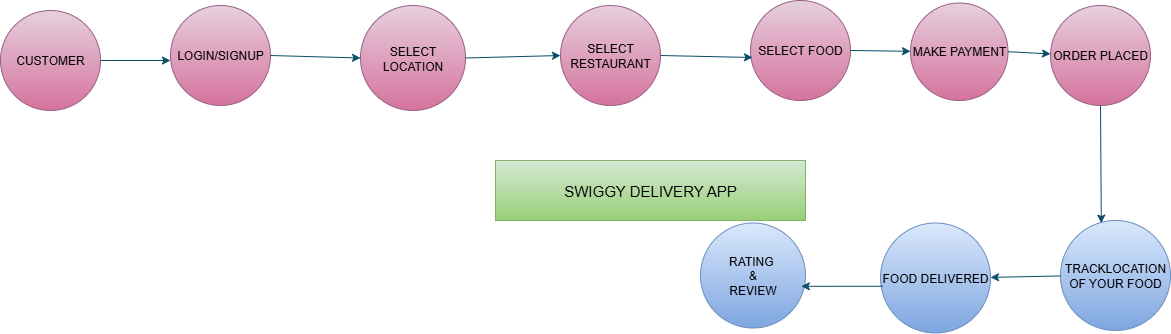 CUSTOMER
LOGIN/SIGNUP
SELECT
LOCATION
SELECT
RESTAURANT
SELECT FOOD
MAKE PAYMENT
ORDER PLACED
SWIGGY DELIVERY APP
TRACKLOCATION
OF YOUR FOOD
FOOD DELIVERED
RATING
&
REVIEW